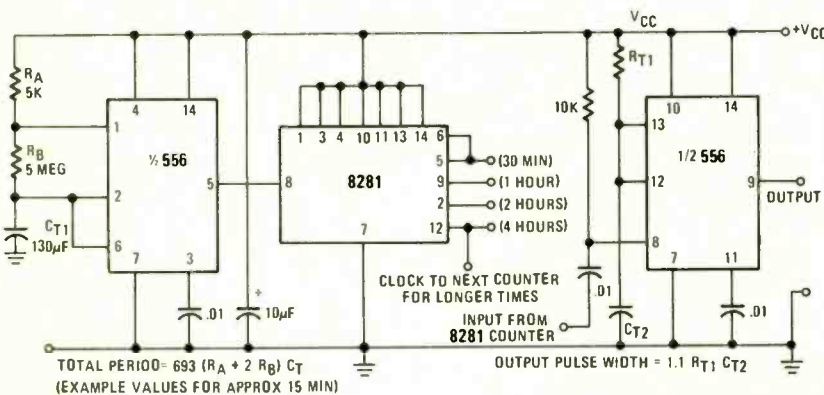 VCC
+VCC
RA
5K
RB
5 MEG
CT1
130µF
4
14
1
2
6
½ 556
5
7
3
.01
+
10µF
1 3 4 10 11 13 14
6
5
9
2
12
8
8281
7
(30 MIN)
(1 HOUR)
(2 HOURS)
(4 HOURS)
CLOCK TO NEXT COUNTER
FOR LONGER TIMES
10K
RT1
10
14
13
12
8
1/2 556
9
OUTPUT
7
11
.01
.01
CT2
INPUT FROM
8281 COUNTER
TOTAL PERIOD= 693 (RA + 2 RB) CT
(EXAMPLE VALUES FOR APPROX 15 MIN)
OUTPUT PULSE WIDTH = 1.1 RT1 CT2